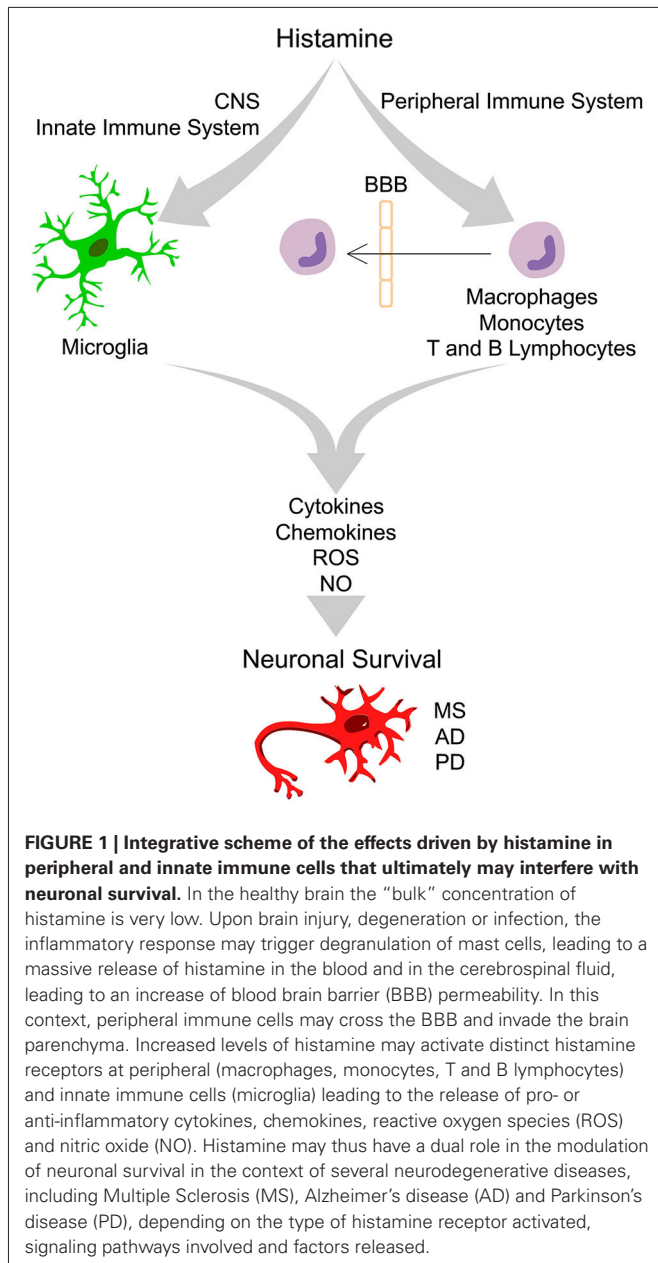 Histamine
CNS
Innate Immune System
Peripheral Immune System
BBB
Microglia
Macrophages
Monocytes
T and B Lymphocytes
Cytokines
Chemokines
ROS
NO
Neuronal Survival
MS
AD
PD
FIGURE 1 | Integrative scheme of the effects driven by histamine in
peripheral and innate immune cells that ultimately may interfere with
neuronal survival. In the healthy brain the “bulk” concentration of
histamine is very low. Upon brain injury, degeneration or infection, the
inflammatory response may trigger degranulation of mast cells, leading to a
massive release of histamine in the blood and in the cerebrospinal fluid,
leading to an increase of blood brain barrier (BBB) permeability. In this
context, peripheral immune cells may cross the BBB and invade the brain
parenchyma. Increased levels of histamine may activate distinct histamine
receptors at peripheral (macrophages, monocytes, T and B lymphocytes)
and innate immune cells (microglia) leading to the release of pro- or
anti-inflammatory cytokines, chemokines, reactive oxygen species (ROS)
and nitric oxide (NO). Histamine may thus have a dual role in the modulation
of neuronal survival in the context of several neurodegenerative diseases,
including Multiple Sclerosis (MS), Alzheimer’s disease (AD) and Parkinson’s
disease (PD), depending on the type of histamine receptor activated,
signaling pathways involved and factors released.